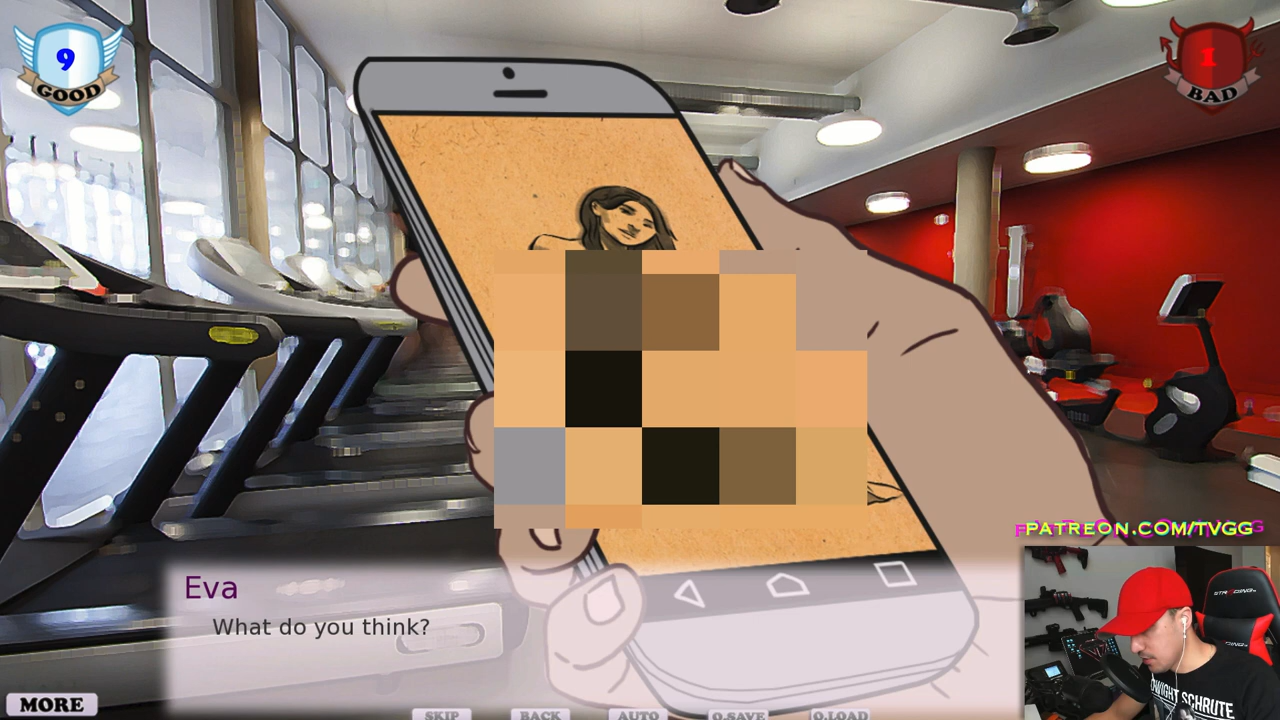 9
GOOD
1
BAD
PATREON.COM/TVGG
Eva
What do you think?
DWIGHT SCHRUTE
MORE
SKIP
BACK
AUTO
Q.SAVE
Q.LOAD